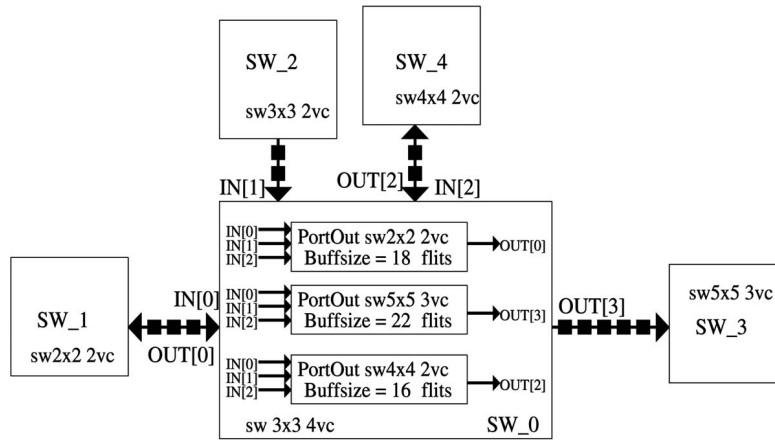 SW_2
sw3x3 2vc
SW_4
sw4x4 2vc
IN[1]
OUT[2]
IN[2]
IN[0]
IN[1]
IN[2]
PortOut sw2x2 2vc
Buffsize = 18 flits
OUT[0]
IN[0]
IN[1]
IN[2]
PortOut sw5x5 3vc
Buffsize = 22 flits
OUT[3]
IN[0]
IN[1]
IN[2]
PortOut sw4x4 2vc
Buffsize = 16 flits
OUT[2]
sw 3x3 4vc
SW_0
SW_1
sw2x2 2vc
IN[0]
OUT[0]
OUT[3]
sw5x5 3vc
SW_3